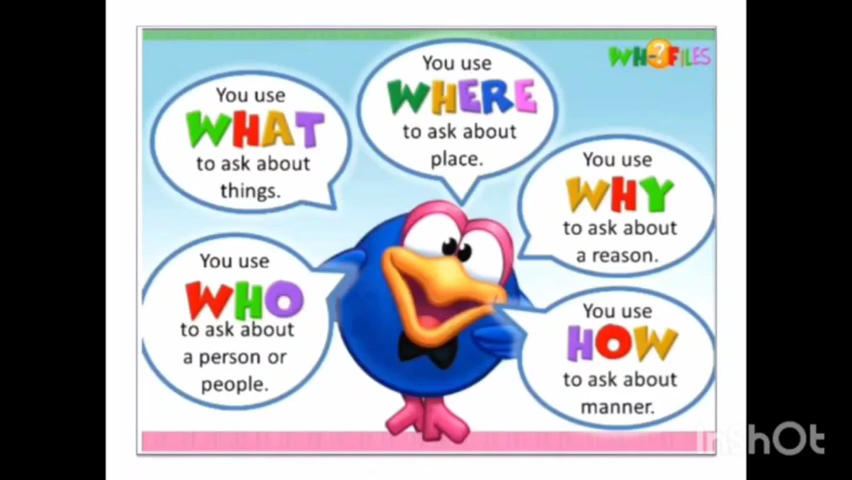 WH?FILES
You use
WHAT
to ask about
things.
You use
WHERE
to ask about
place.
You use
WHY
to ask about
a reason.
You use
WHO
to ask about
a person or
people.
You use
HOW
to ask about
manner.
InShOt